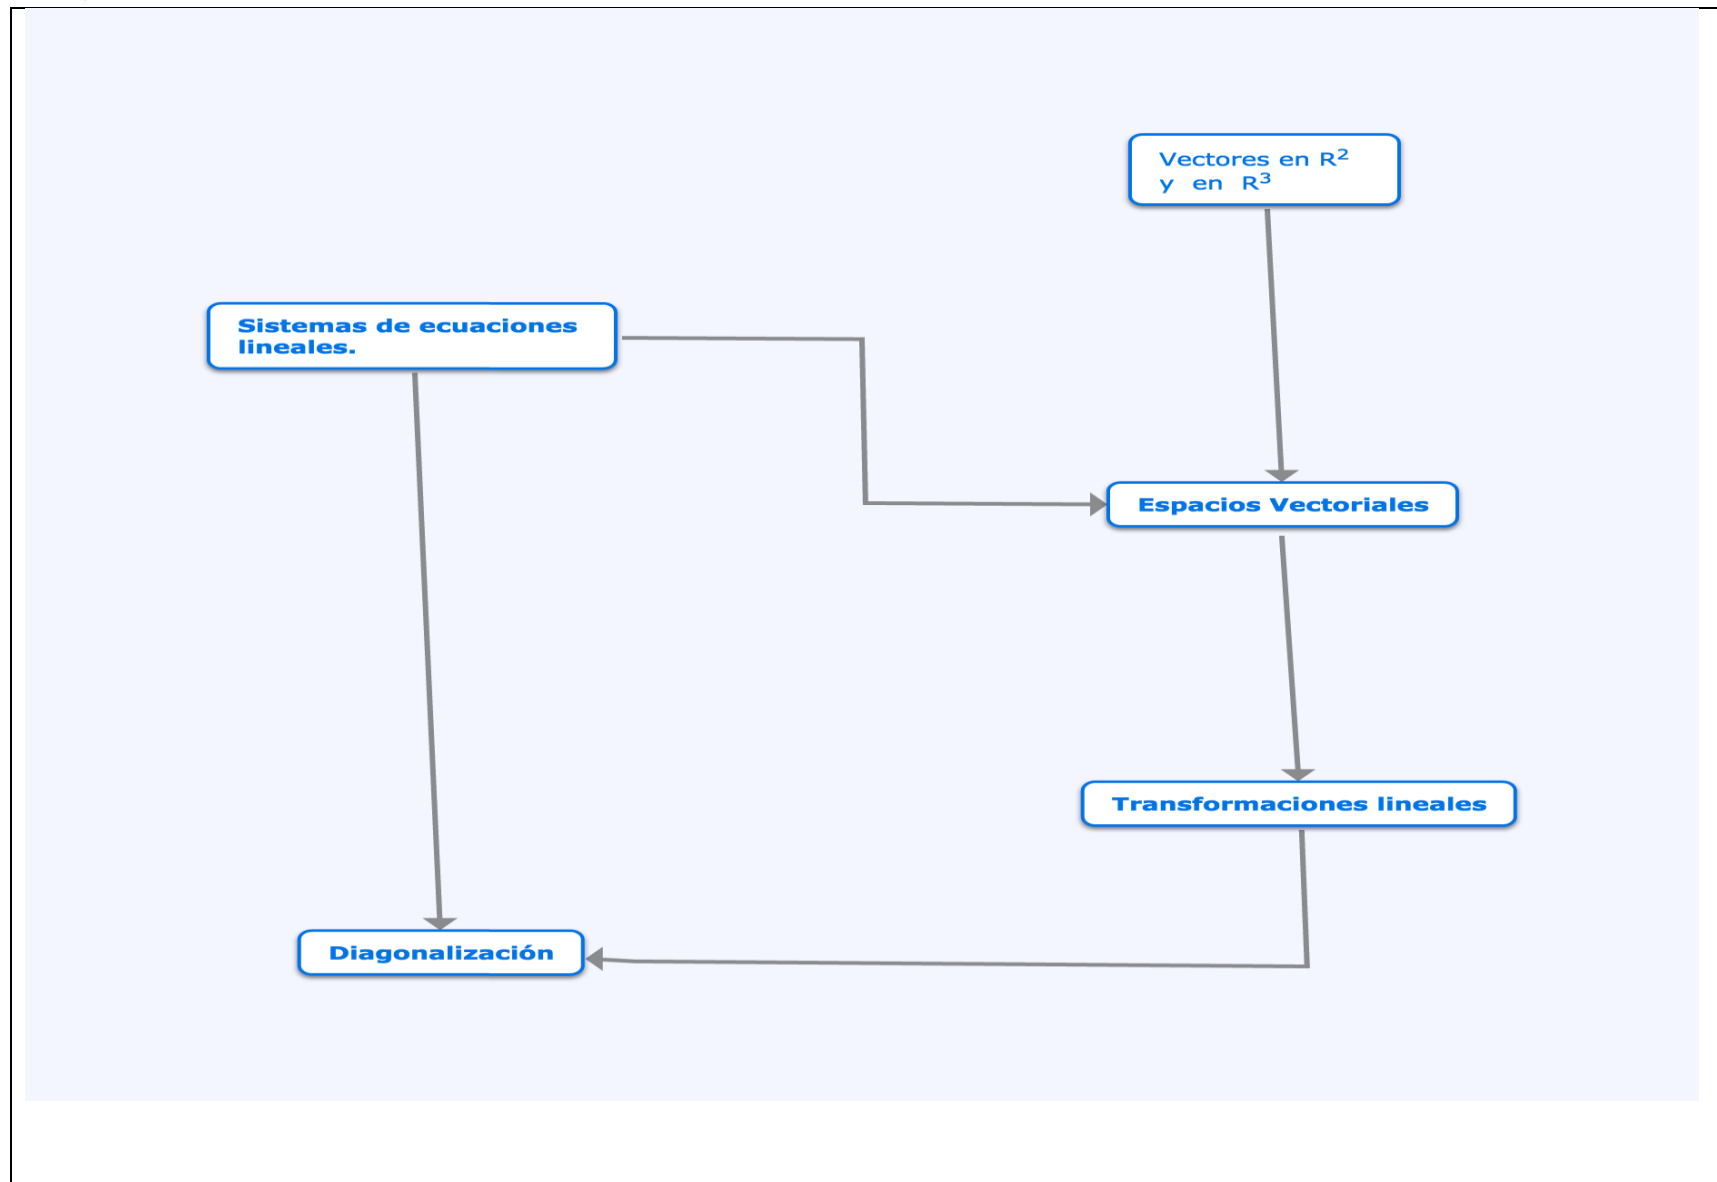 Vectores en R²
y en R³
Sistemas de ecuaciones
lineales.
Espacios Vectoriales
Transformaciones lineales
Diagonalización